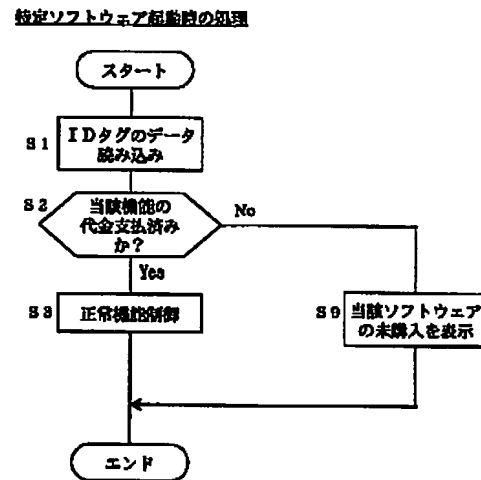 特定ソフトウェア起動時の処理
スタート
S1
IDタグのデータ
読み込み
S2
当該機能の
代金支払済み
か？
No
Yes
S3
正常機能制御
S9
当該ソフトウェア
の未購入を表示
エンド